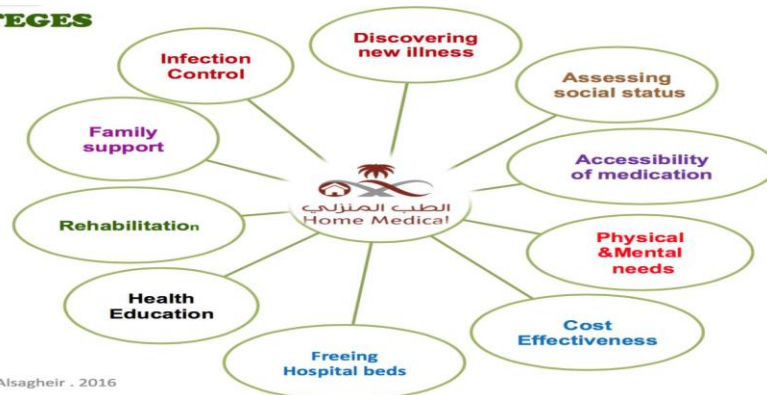 TEGES
Discovering
new illness
Infection
Control
Assessing
social status
Family
support
Accessibility
of medication
الطب المنزلي
Home Medical
Rehabilitation
Physical
&Mental
needs
Health
Education
Cost
Effectiveness
Freeing
Hospital beds
Alsagheir . 2016